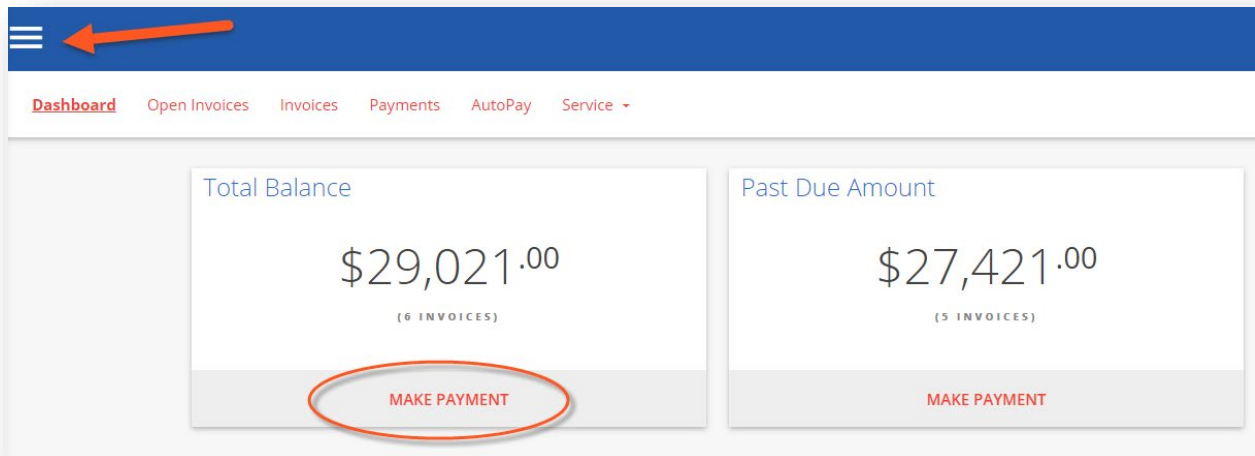 Dashboard Open Invoices Invoices Payments AutoPay Service
Total Balance
$29,021.00
(6 INVOICES)
MAKE PAYMENT
Past Due Amount
$27,421.00
(5 INVOICES)
MAKE PAYMENT